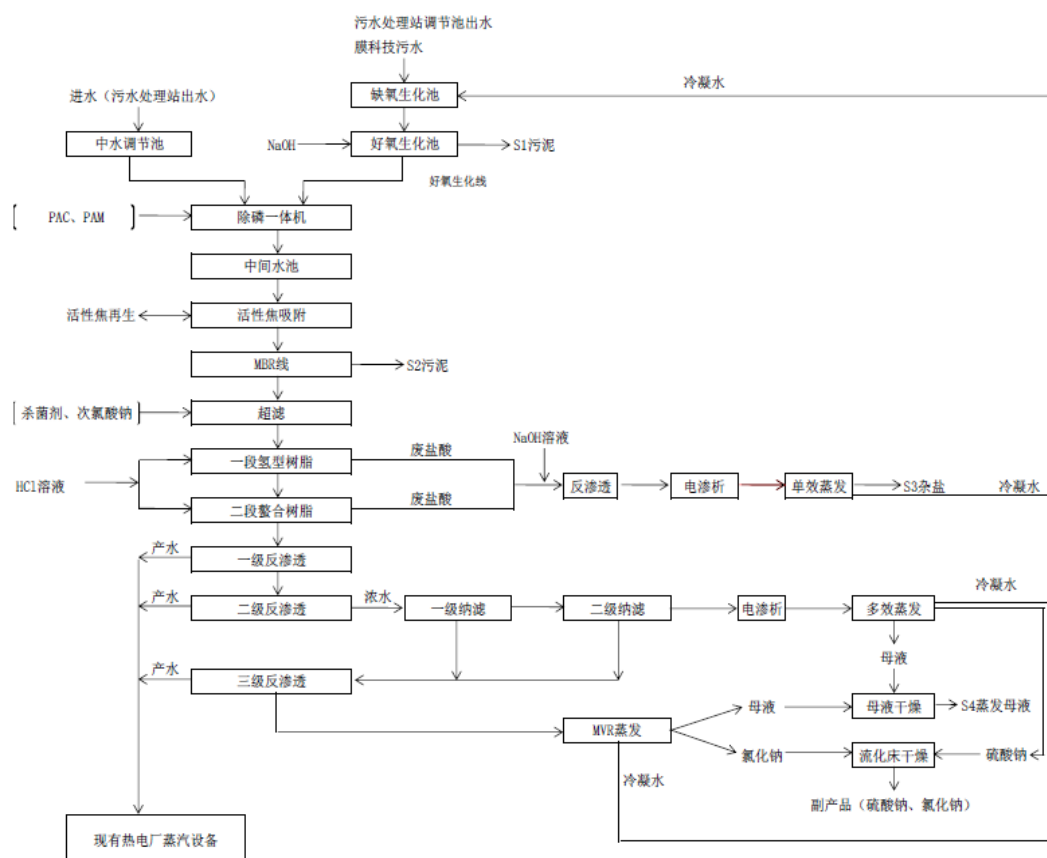 污水处理站调节池出水
膜科技污水
冷凝水
缺氧生化池
进水（污水处理站出水）
中水调节池
NaOH
好氧生化池
S1污泥
好氧生化线
PAC、PAM
除磷一体机
中间水池
活性焦再生
活性焦吸附
MBR线
S2污泥
杀菌剂、次氯酸钠
超滤
NaOH溶液
废盐酸
一段氢型树脂
HCl溶液
反渗透
电渗析
单效蒸发
S3杂盐
冷凝水
废盐酸
二段螯合树脂
产水
一级反渗透
冷凝水
产水
二级反渗透
浓水
一级纳滤
二级纳滤
电渗析
多效蒸发
母液
产水
三级反渗透
母液
母液干燥
S4蒸发母液
MVR蒸发
氯化钠
流化床干燥
硫酸钠
冷凝水
副产品（硫酸钠、氯化钠）
现有热电厂蒸汽设备